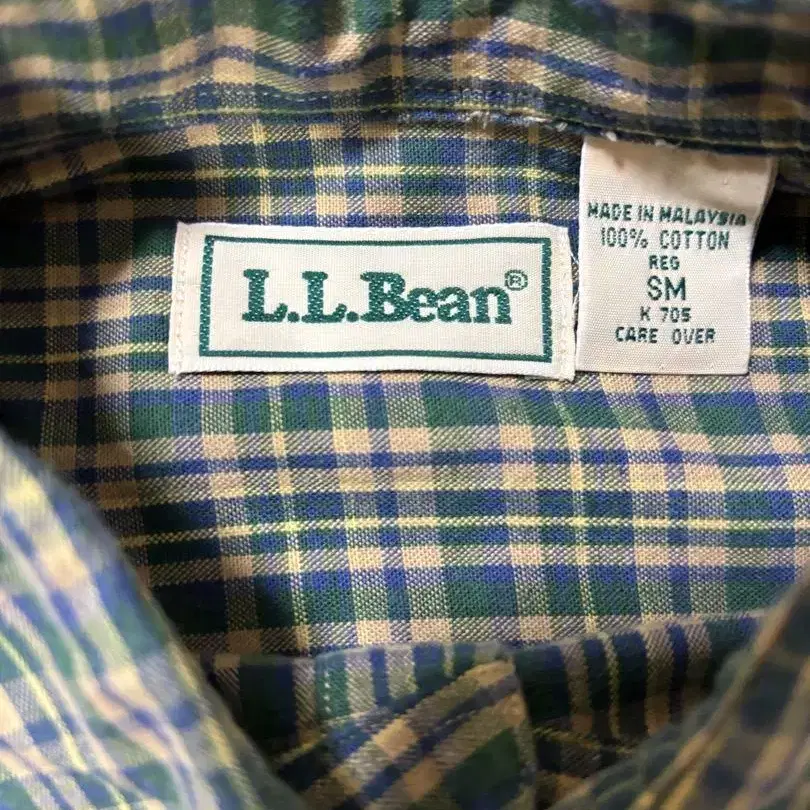 L.L.Bean®
MADE IN MALAYSIA
100% COTTON
REG
SM
K 705
CARE OVER